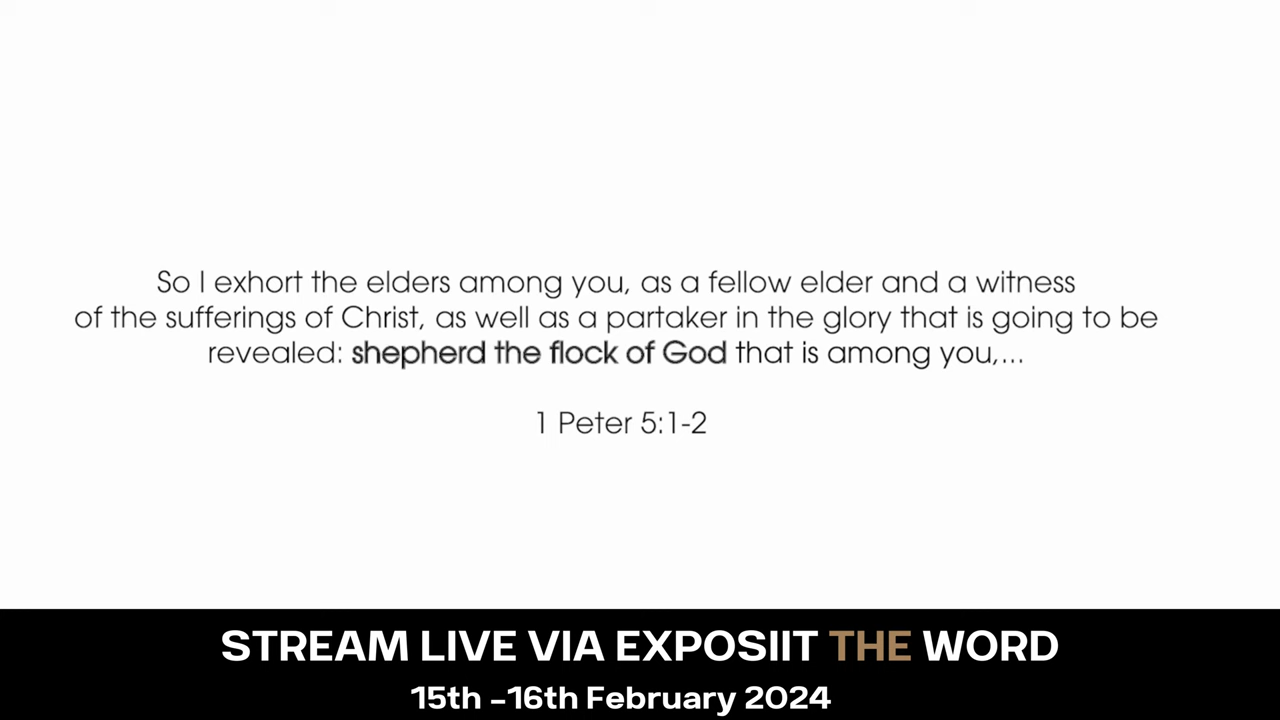 So I exhort the elders among you, as a fellow elder and a witness
of the sufferings of Christ, as well as a partaker in the glory that is going to be
revealed: shepherd the flock of God that is among you,...
1 Peter 5:1-2
STREAM LIVE VIA EXPOSIIT THE WORD
15th –16th February 2024